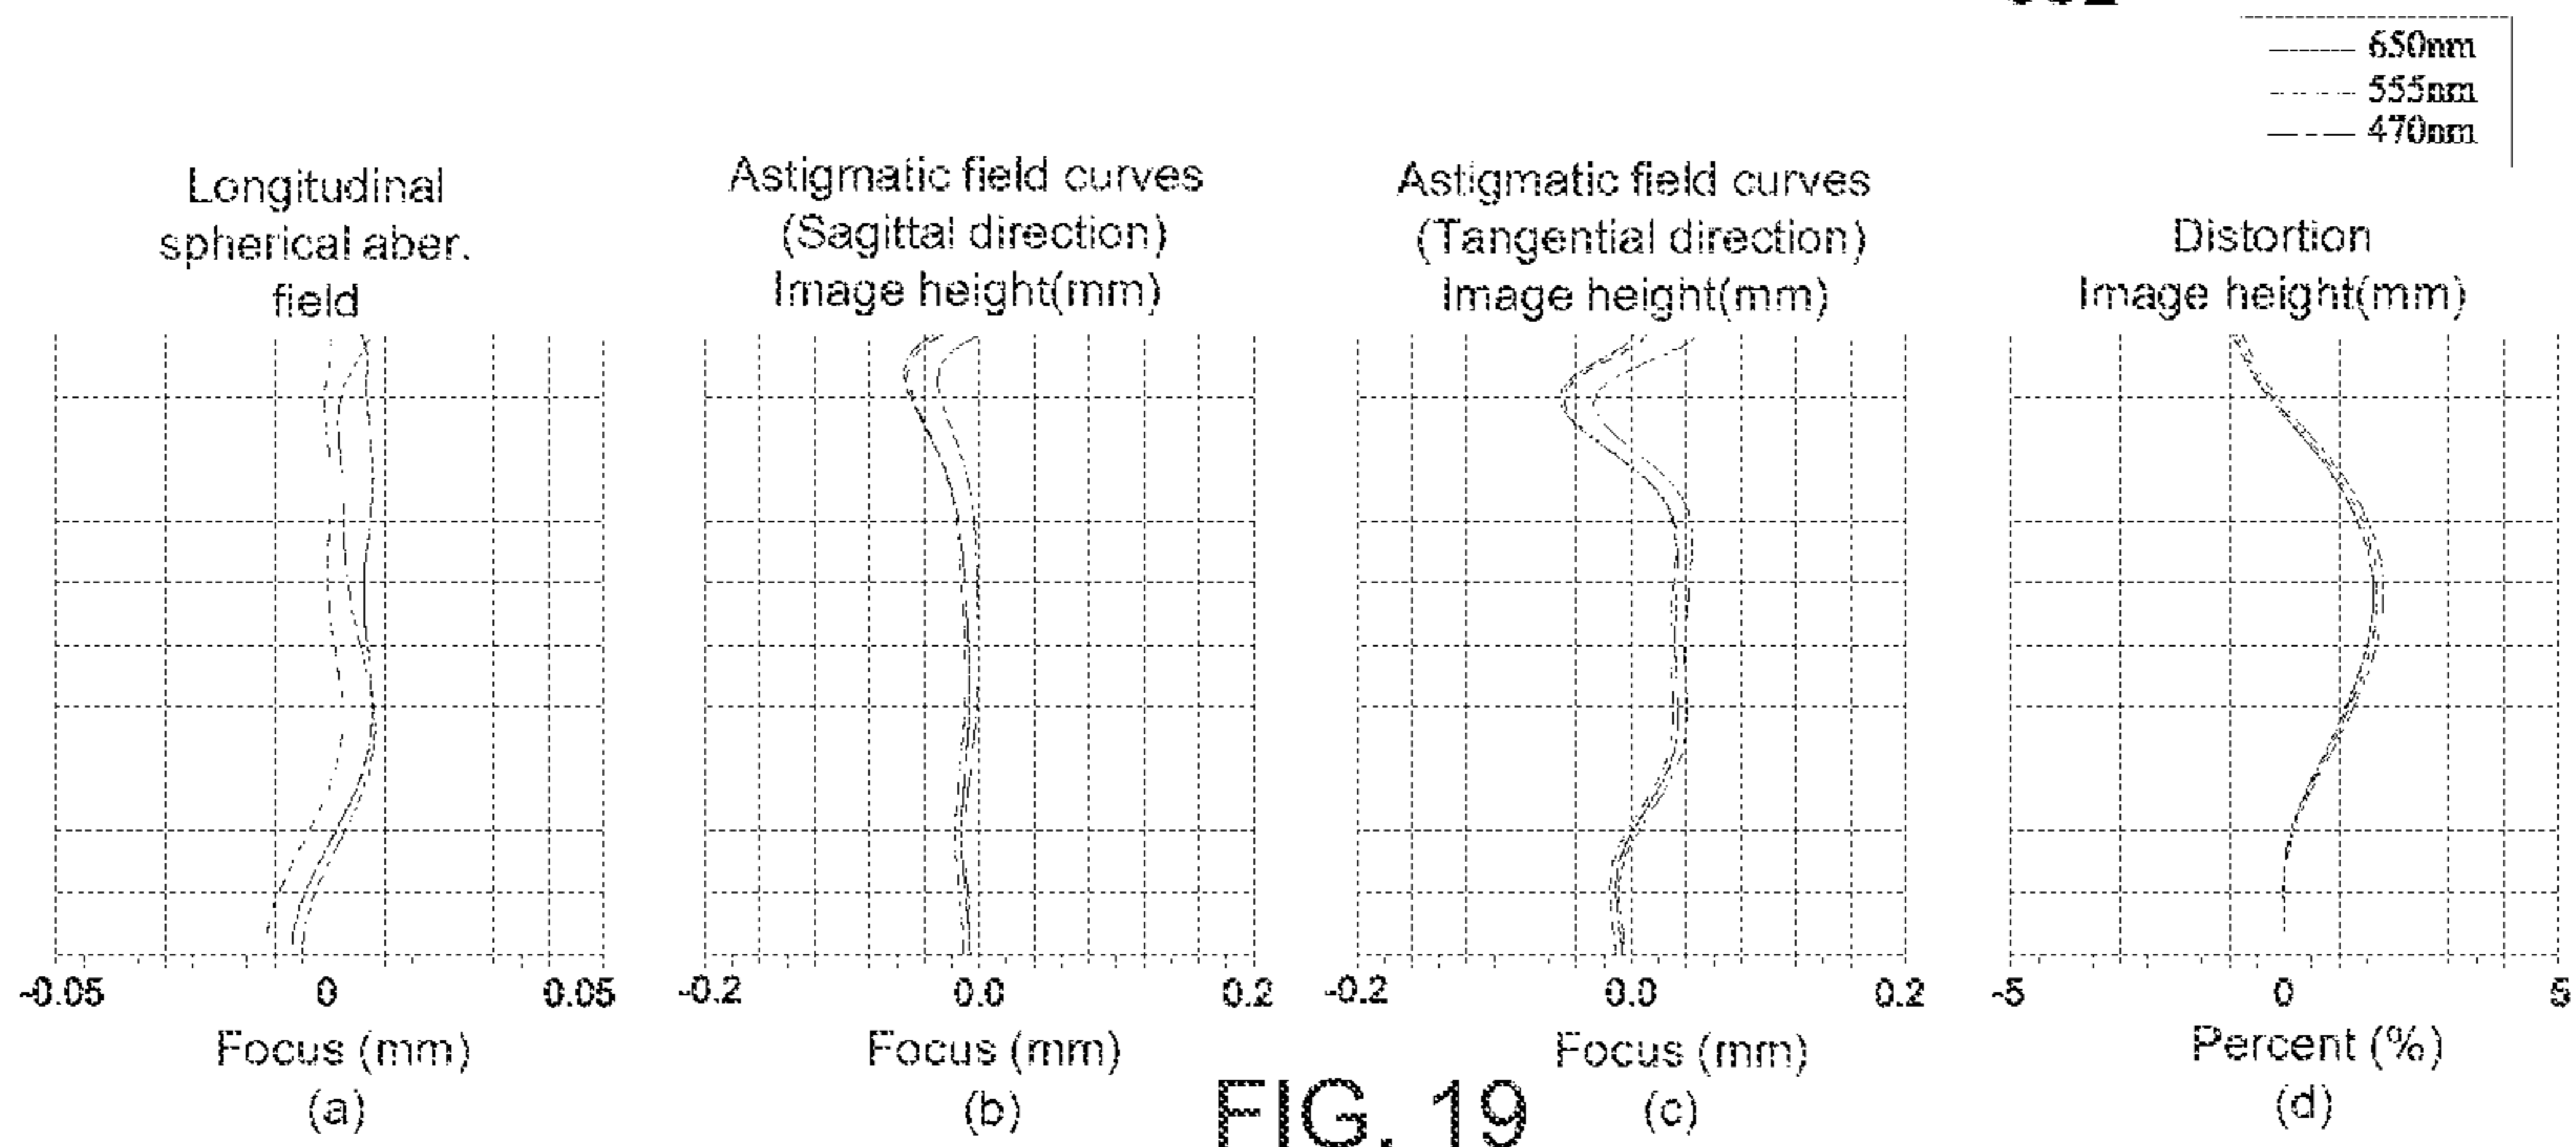 650nm
555nm
470nm
Longitudinal
spherical aber.
field
Astigmatic field curves
(Sagittal direction)
Image height(mm)
Astigmatic field curves
(Tangential direction)
Image height(mm)
Distortion
Image height(mm)
-0.05 0 0.05
-0.2 0.0 0.2
-0.2 0.0 0.2
-5 0 5
Focus (mm)
Focus (mm)
Focus (mm)
Percent (%)
(a)
(b)
(c)
(d)
FIG. 19